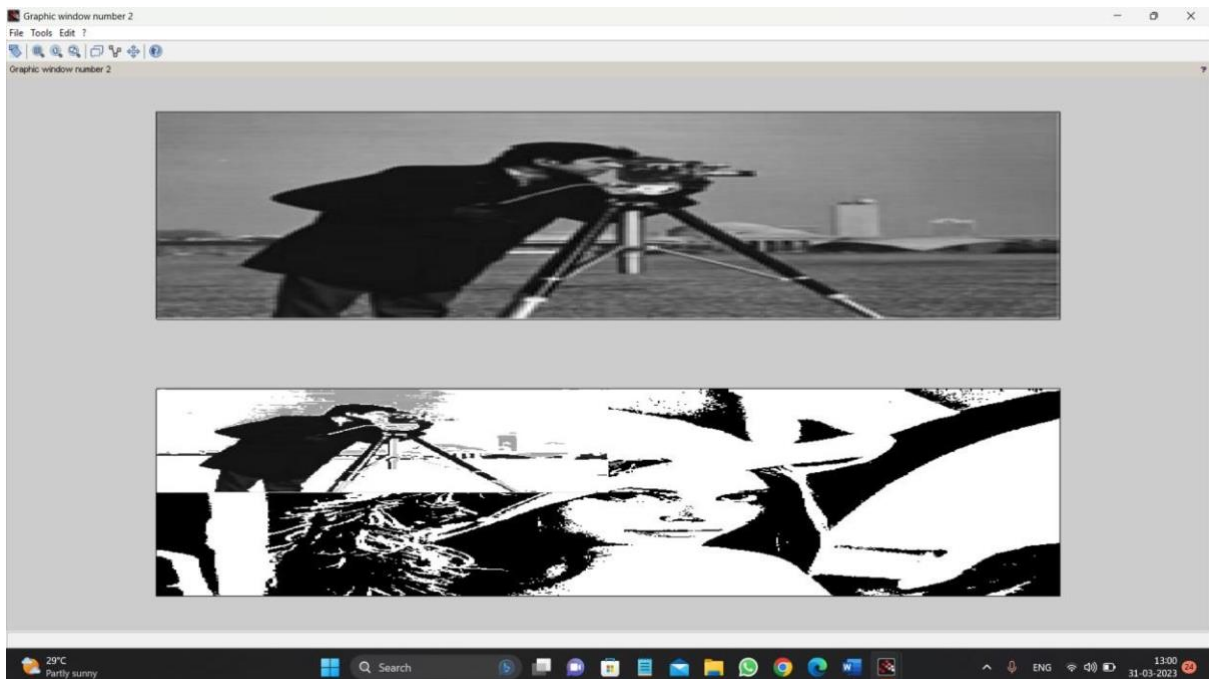 Graphic window number 2
File Tools Edit ?
Graphic window number 2
29°C
Partly sunny
Search
ENG
13:00
31-03-2023
24